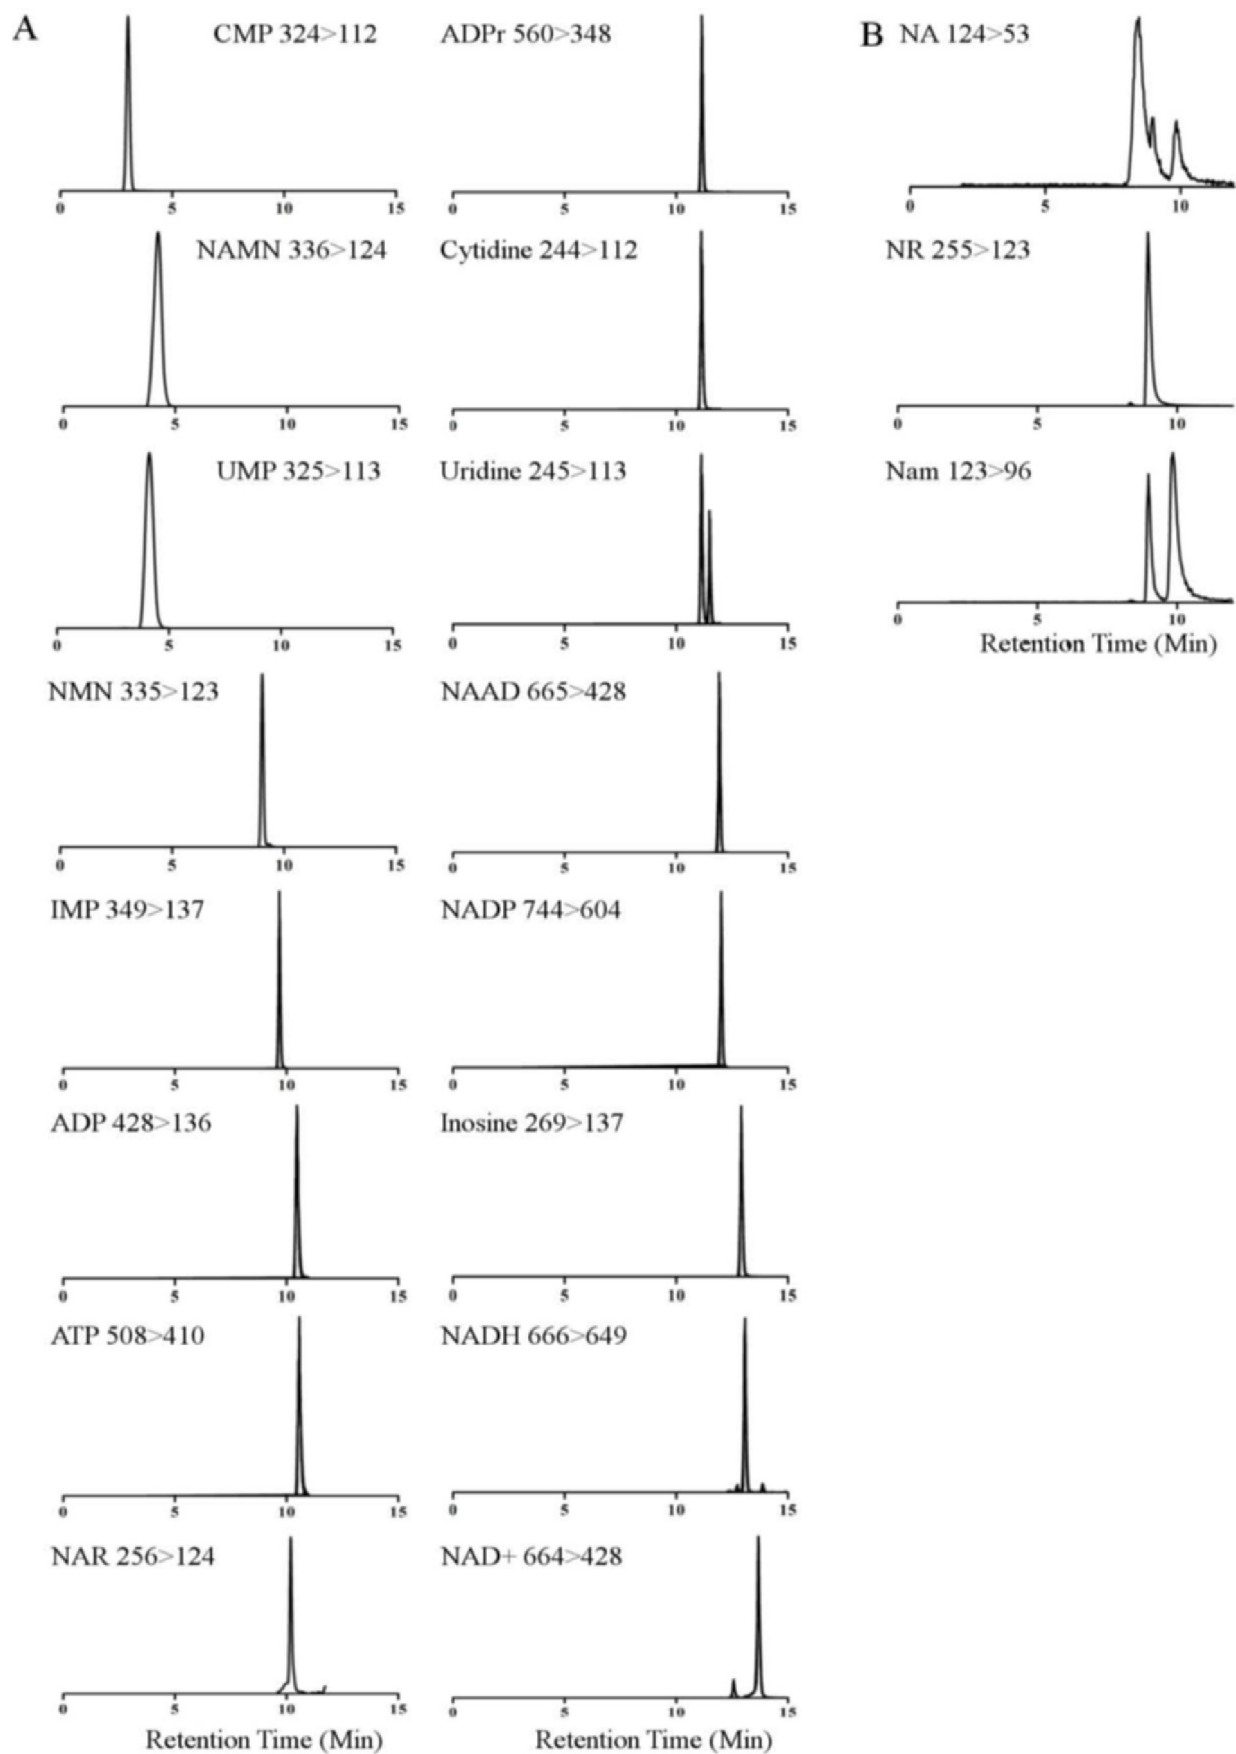 A
CMP 324>112
0 5 10 15
NAMN 336>124
0 5 10 15
UMP 325>113
0 5 10 15
NMN 335>123
0 5 10 15
IMP 349>137
0 5 10 15
ADP 428>136
0 5 10 15
ATP 508>410
0 5 10 15
NAR 256>124
0 5 10 15
Retention Time (Min)
ADPr 560>348
0 5 10 15
Cytidine 244>112
0 5 10 15
Uridine 245>113
0 5 10 15
NAAD 665>428
0 5 10 15
NADP 744>604
0 5 10 15
Inosine 269>137
0 5 10 15
NADH 666>649
0 5 10 15
NAD+ 664>428
0 5 10 15
Retention Time (Min)
B
NA 124>53
0 5 10
NR 255>123
0 5 10
Nam 123>96
0 5 10
Retention Time (Min)